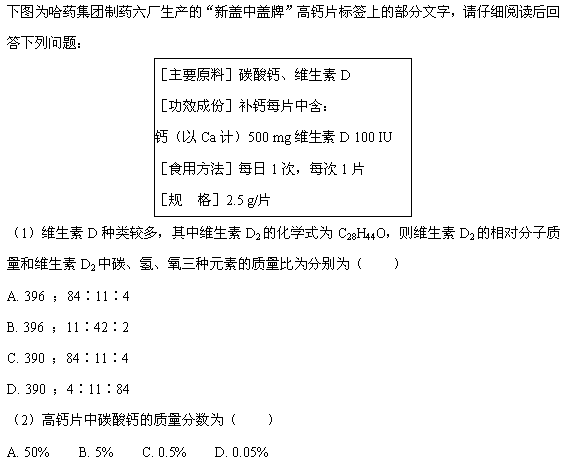 下图为哈药集团制药六厂生产的“新盖中盖牌”高钙片标签上的部分文字，请仔细阅读后回
答下列问题：
［主要原料］碳酸钙、维生素 D
［功效成份］补钙每片中含：
钙（以 Ca 计）500 mg 维生素 D 100 IU
［食用方法］每日 1 次，每次 1 片
［规　格］2.5 g/片
（1）维生素 D 种类较多，其中维生素 D₂的化学式为 C₂₈H₄₄O，则维生素 D₂的相对分子质
量和维生素 D₂中碳、氢、氧三种元素的质量比为分别为（　　）
A. 396 ；84∶11∶4
B. 396 ；11∶42∶2
C. 390 ；84∶11∶4
D. 390 ；4∶11∶84
（2）高钙片中碳酸钙的质量分数为（　　）
A. 50%　　B. 5%　　C. 0.5%　　D. 0.05%